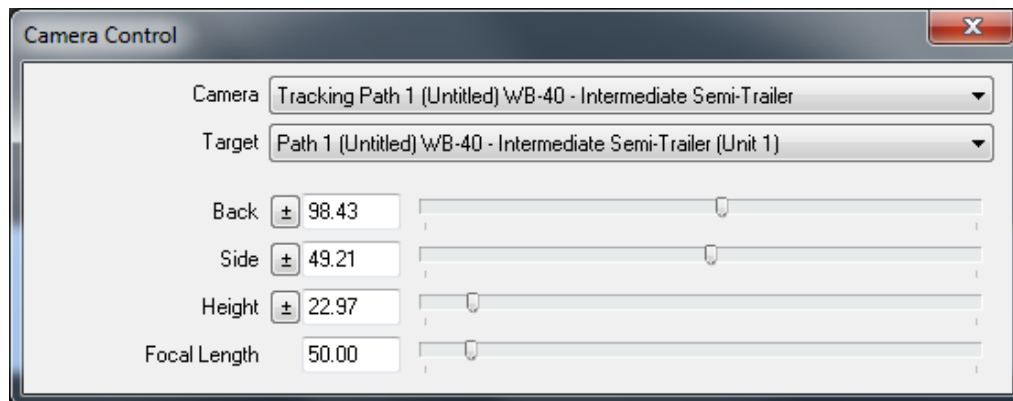 Camera Control
Camera Tracking Path 1 (Untitled) WB-40 - Intermediate Semi-Trailer
Target Path 1 (Untitled) WB-40 - Intermediate Semi-Trailer (Unit 1)
Back ± 98.43
Side ± 49.21
Height ± 22.97
Focal Length 50.00